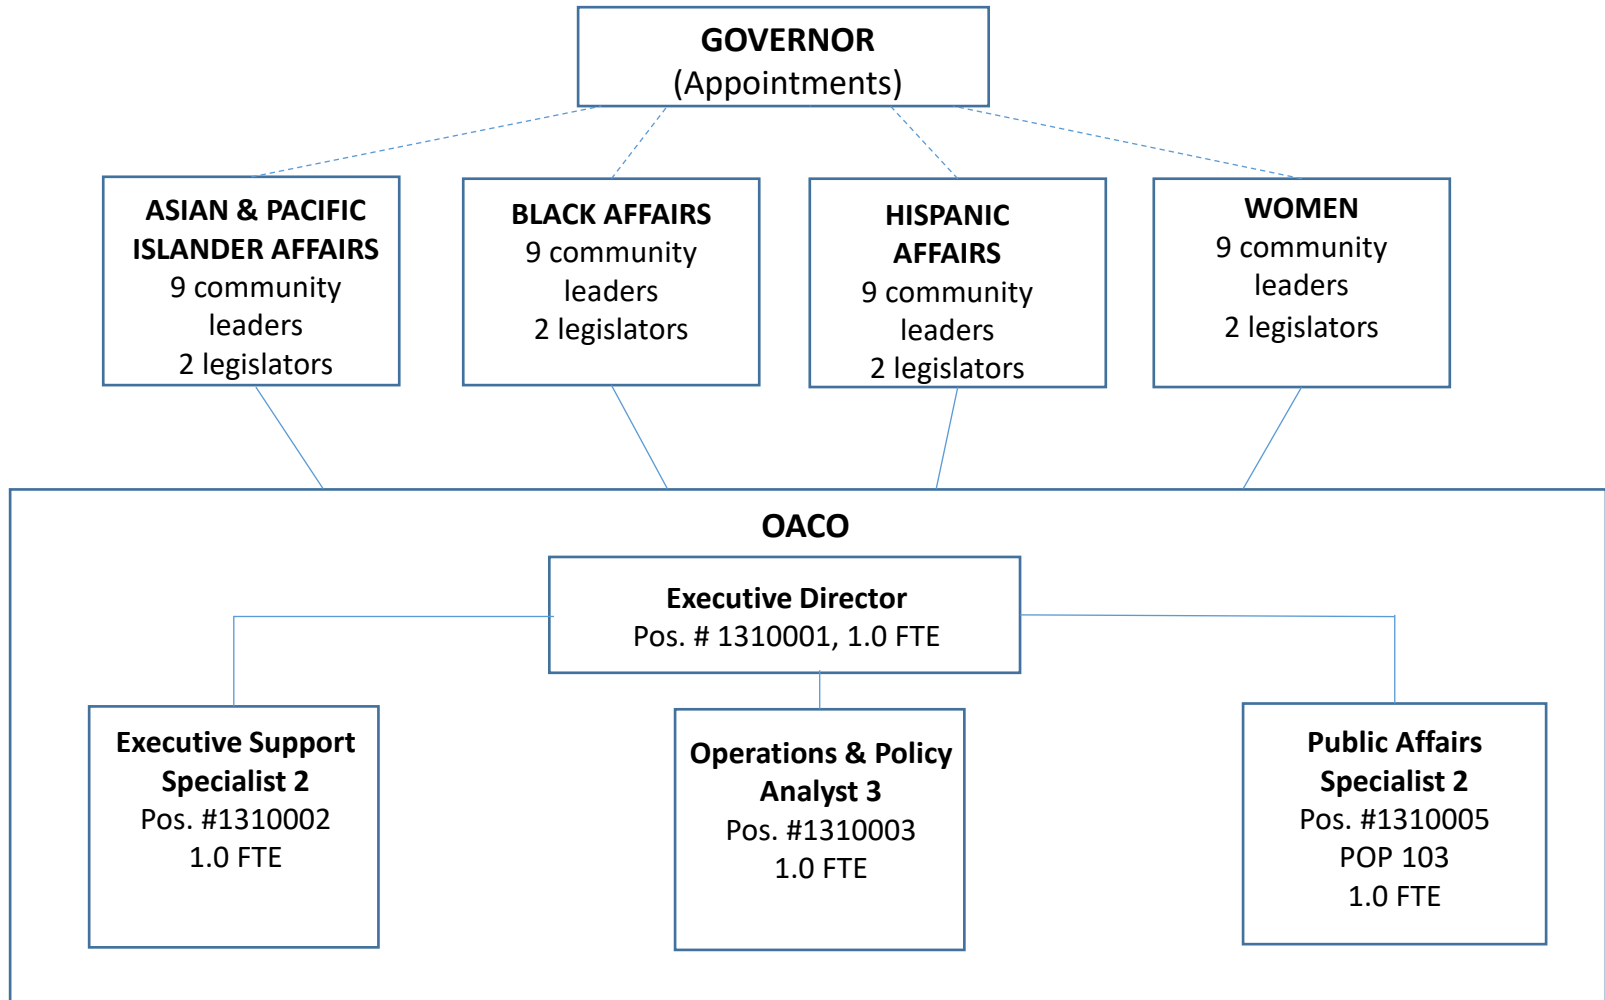 GOVERNOR
(Appointments)
ASIAN & PACIFIC
ISLANDER AFFAIRS
9 community
leaders
2 legislators
BLACK AFFAIRS
9 community
leaders
2 legislators
HISPANIC
AFFAIRS
9 community
leaders
2 legislators
WOMEN
9 community
leaders
2 legislators
OACO
Executive Director
Pos. # 1310001, 1.0 FTE
Executive Support
Specialist 2
Pos. #1310002
1.0 FTE
Operations & Policy
Analyst 3
Pos. #1310003
1.0 FTE
Public Affairs
Specialist 2
Pos. #1310005
POP 103
1.0 FTE